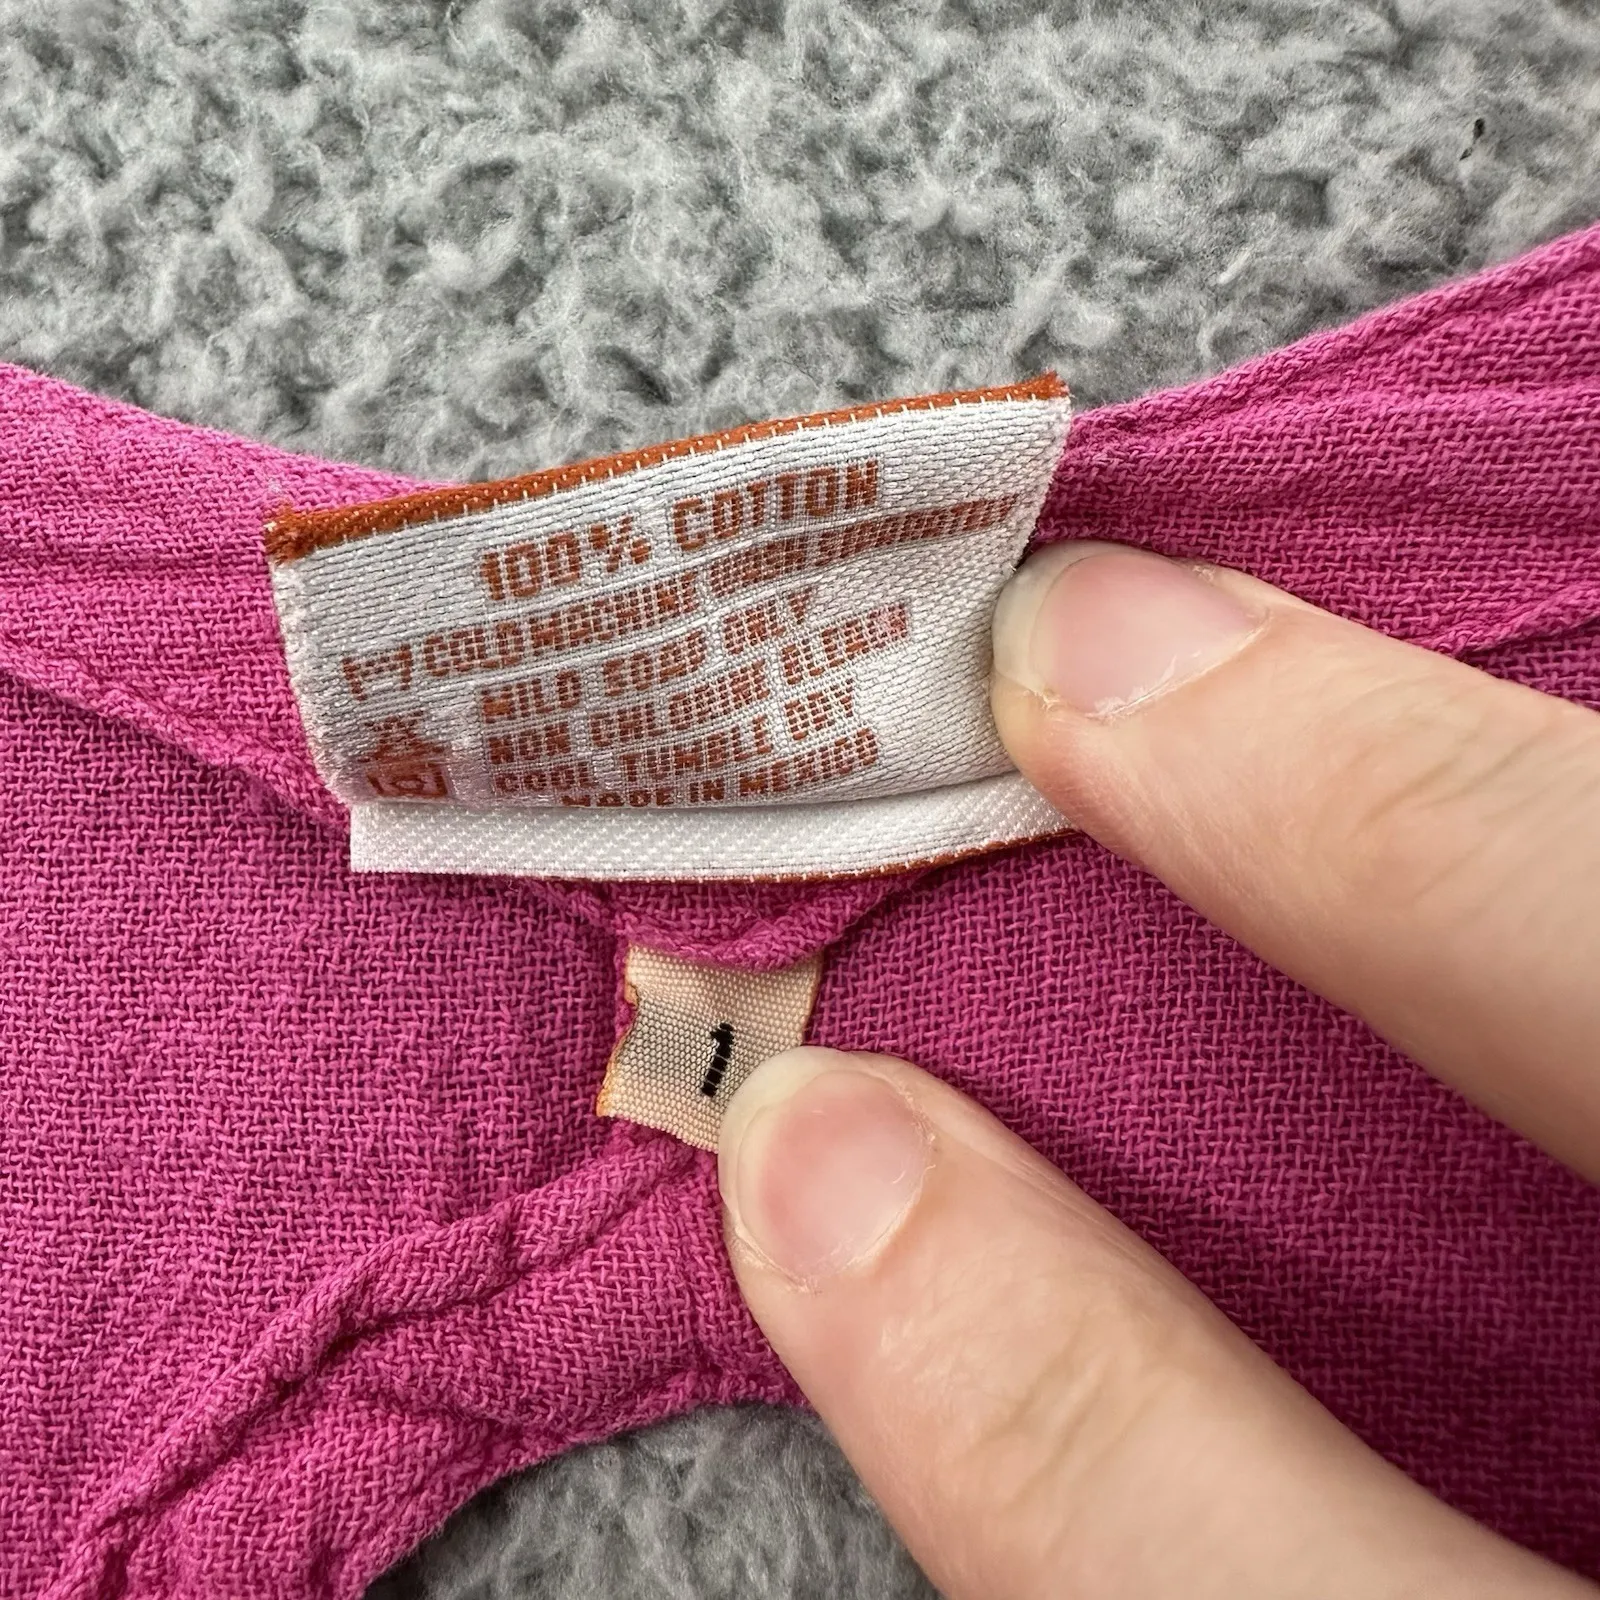 100% COTTON
COLD MACHINE WASH SEPARATELY
MILD SOAP ONLY
NON CHLORINE BLEACH
COOL TUMBLE DRY
MADE IN MEXICO
1